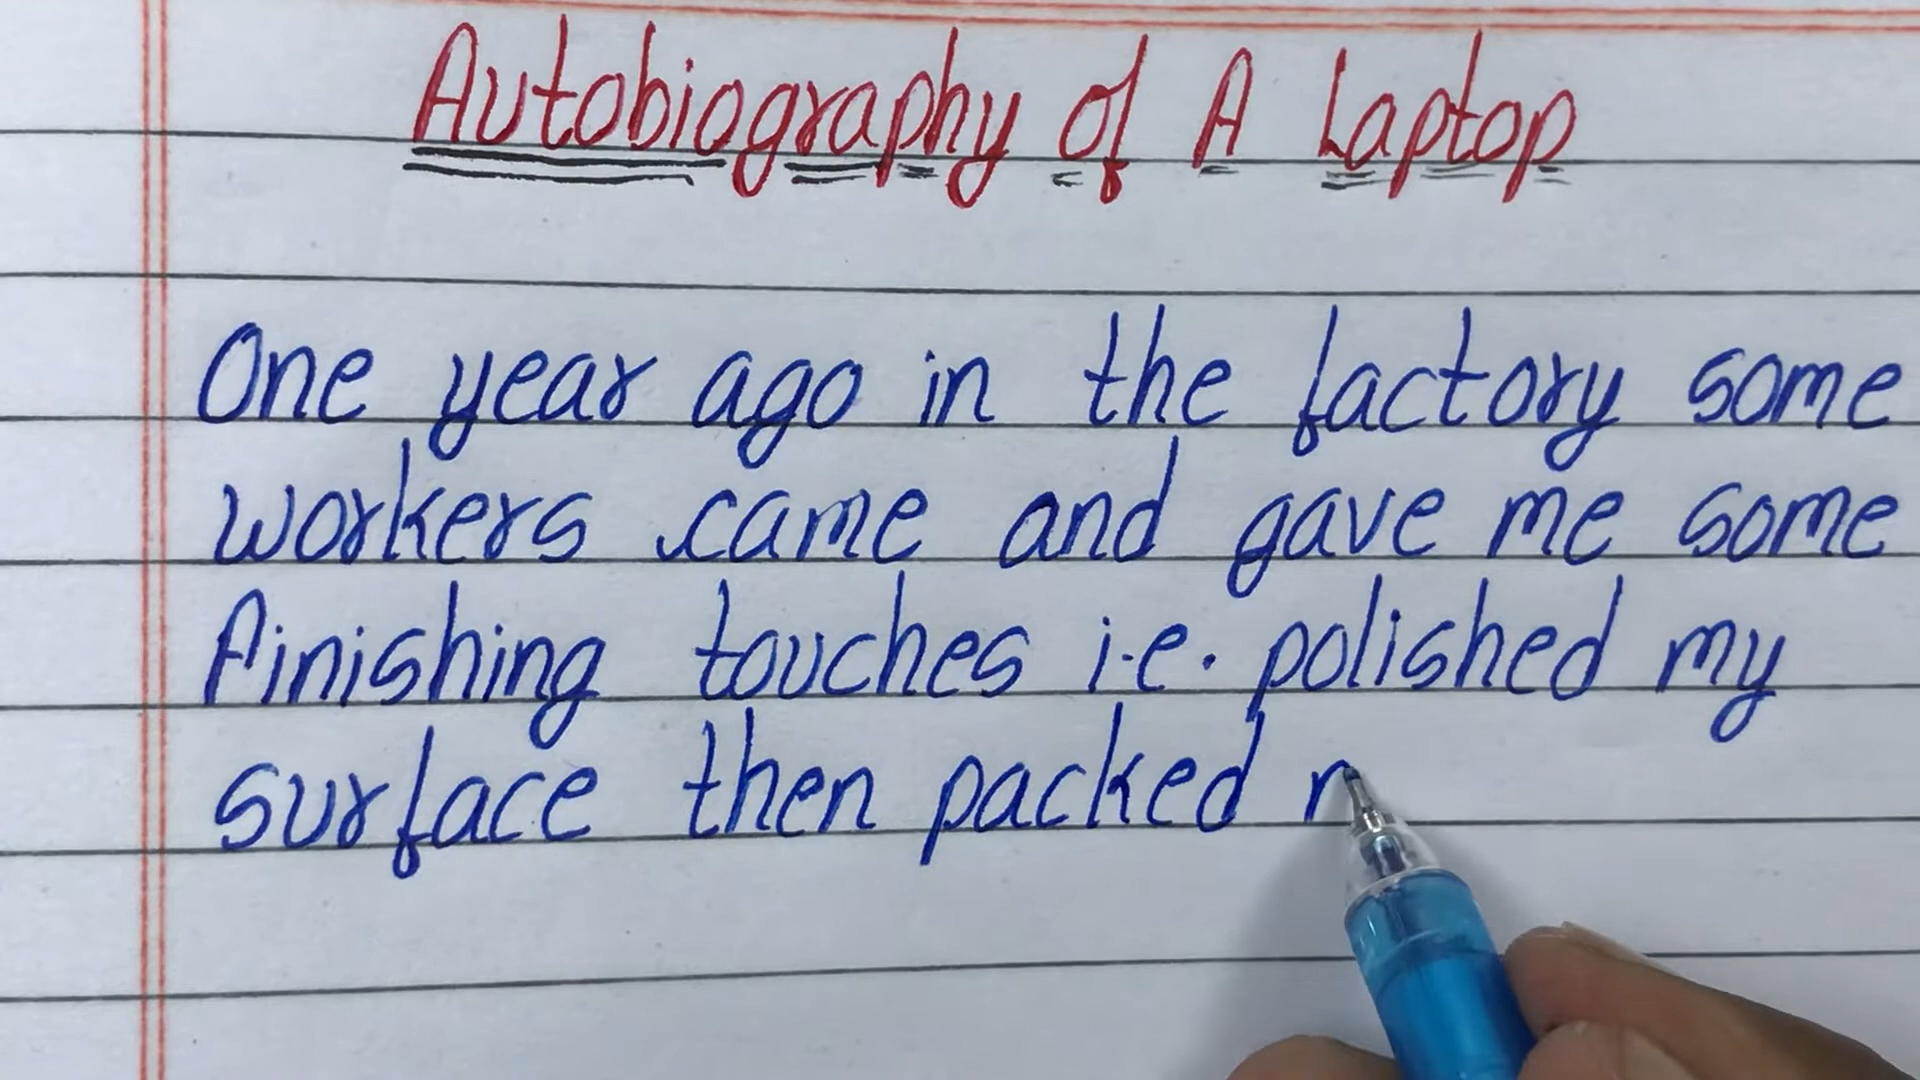 Autobiography of A Laptop
One year ago in the factory some
workers came and gave me some
finishing touches i.e. polished my
surface then packed